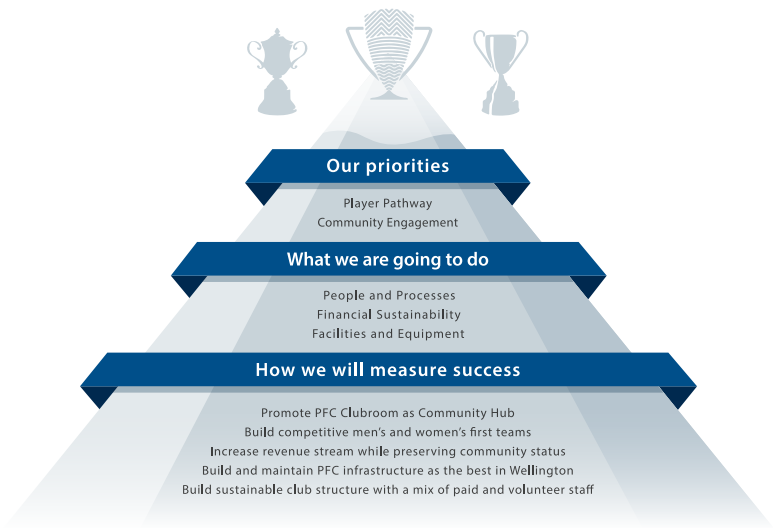 Our priorities
Player Pathway
Community Engagement
What we are going to do
People and Processes
Financial Sustainability
Facilities and Equipment
How we will measure success
Promote PFC Clubroom as Community Hub
Build competitive men’s and women’s first teams
Increase revenue stream while preserving community status
Build and maintain PFC infrastructure as the best in Wellington
Build sustainable club structure with a mix of paid and volunteer staff